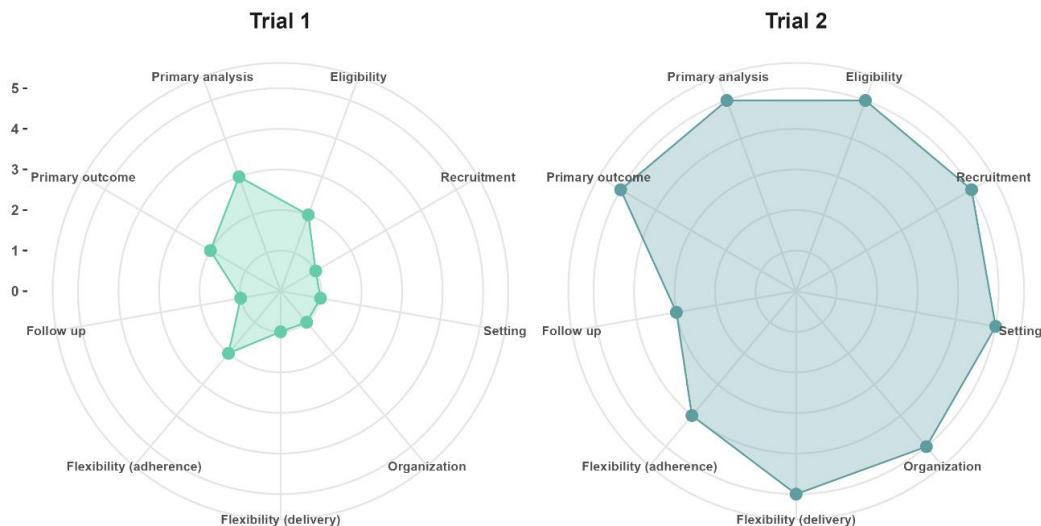 Trial 1
Primary analysis
Eligibility
5
4
3
2
1
0
Primary outcome
Recruitment
Follow up
Setting
Flexibility (adherence)
Organization
Flexibility (delivery)
Trial 2
Primary analysis
Eligibility
Primary outcome
Recruitment
Follow up
Setting
Flexibility (adherence)
Organization
Flexibility (delivery)